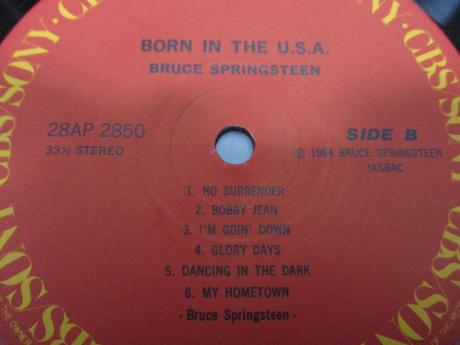 BORN IN THE U.S.A.
BRUCE SPRINGSTEEN
28AP 2850
33⅓ STEREO
SIDE B
℗ 1984 BRUCE SPRINGSTEEN
JASRAC
1. NO SURRENDER
2. BOBBY JEAN
3. I'M GOIN' DOWN
4. GLORY DAYS
5. DANCING IN THE DARK
6. MY HOMETOWN
- Bruce Springsteen -
CBS/SONY
SONY·CBS/SONY